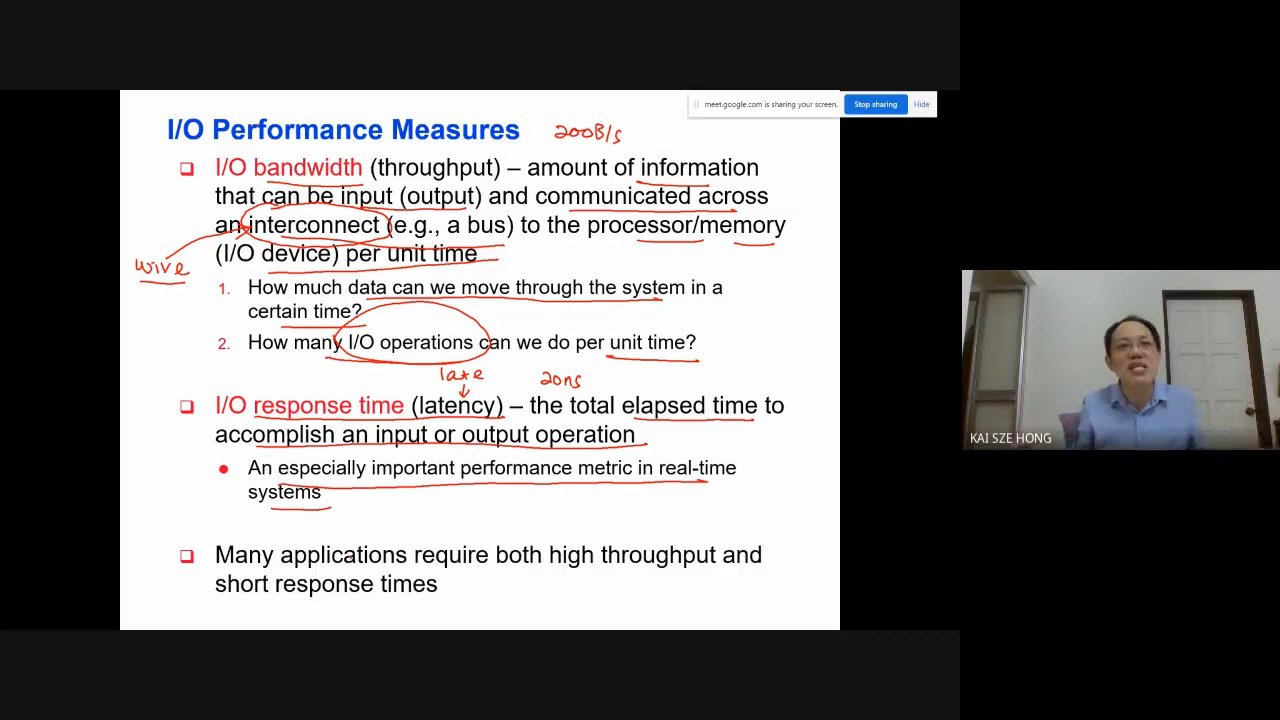 meet.google.com is sharing your screen. Stop sharing Hide
I/O Performance Measures 200B/s
❑ I/O bandwidth (throughput) – amount of information
that can be input (output) and communicated across
an interconnect (e.g., a bus) to the processor/memory
(I/O device) per unit time
wire
1. How much data can we move through the system in a
certain time?
2. How many I/O operations can we do per unit time?
late 20ns
❑ I/O response time (latency) – the total elapsed time to
accomplish an input or output operation
● An especially important performance metric in real-time
systems
❑ Many applications require both high throughput and
short response times
KAI SZE HONG